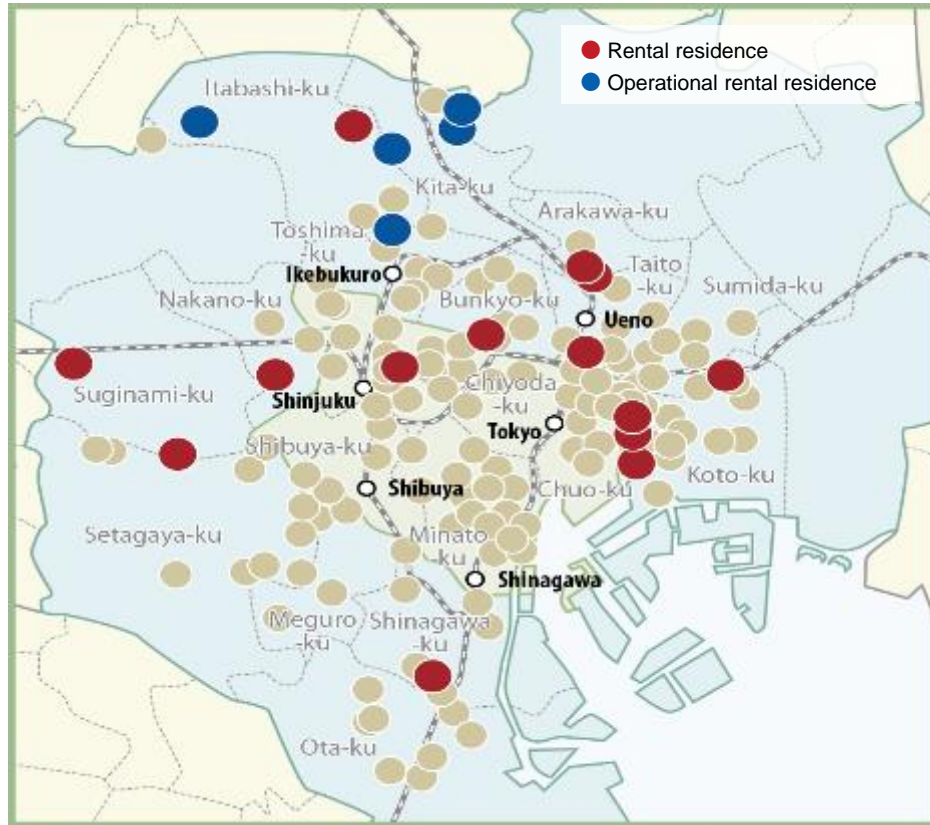 Rental residence
Operational rental residence
Itabashi-ku
Kita-ku
Arakawa-ku
Toshima
-ku
Taito
-ku
Ikebukuro
Sumida-ku
Nakano-ku
Bunkyo-ku
Ueno
Suginami-ku
Shinjuku
Chiyoda
-ku
Tokyo
Shibuya-ku
Koto-ku
Shibuya
Chuo-ku
Setagaya-ku
Minato
-ku
Shinagawa
Meguro
-ku
Shinagawa
-ku
Ota-ku